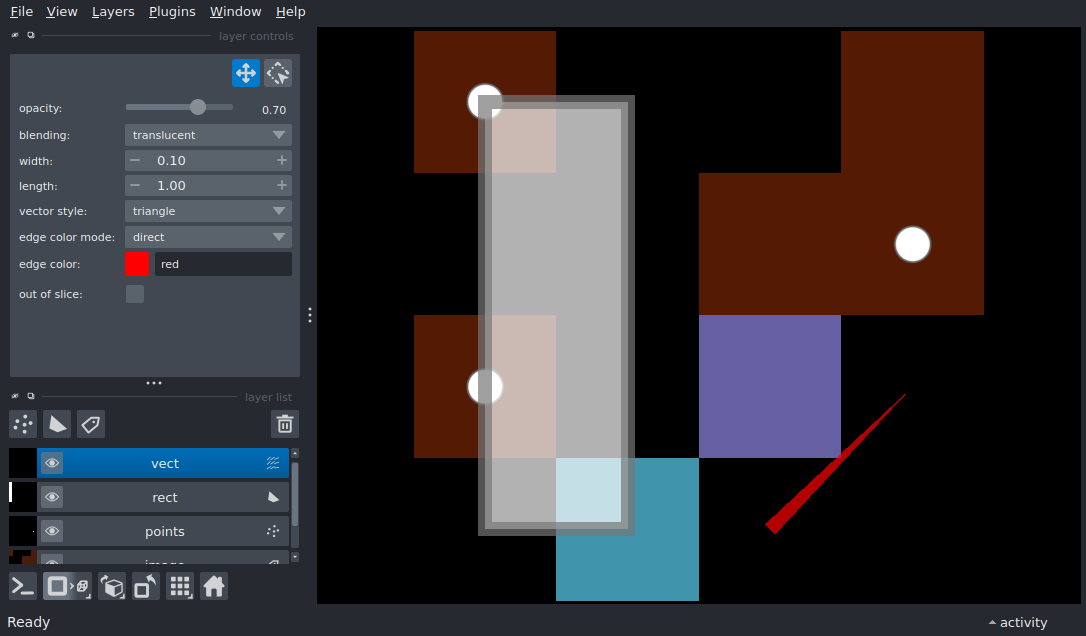 File View Layers Plugins Window Help
layer controls
opacity: 0.70
blending: translucent
width: 0.10
length: 1.00
vector style: triangle
edge color mode: direct
edge color: red
out of slice:
layer list
vect
rect
points
Ready activity